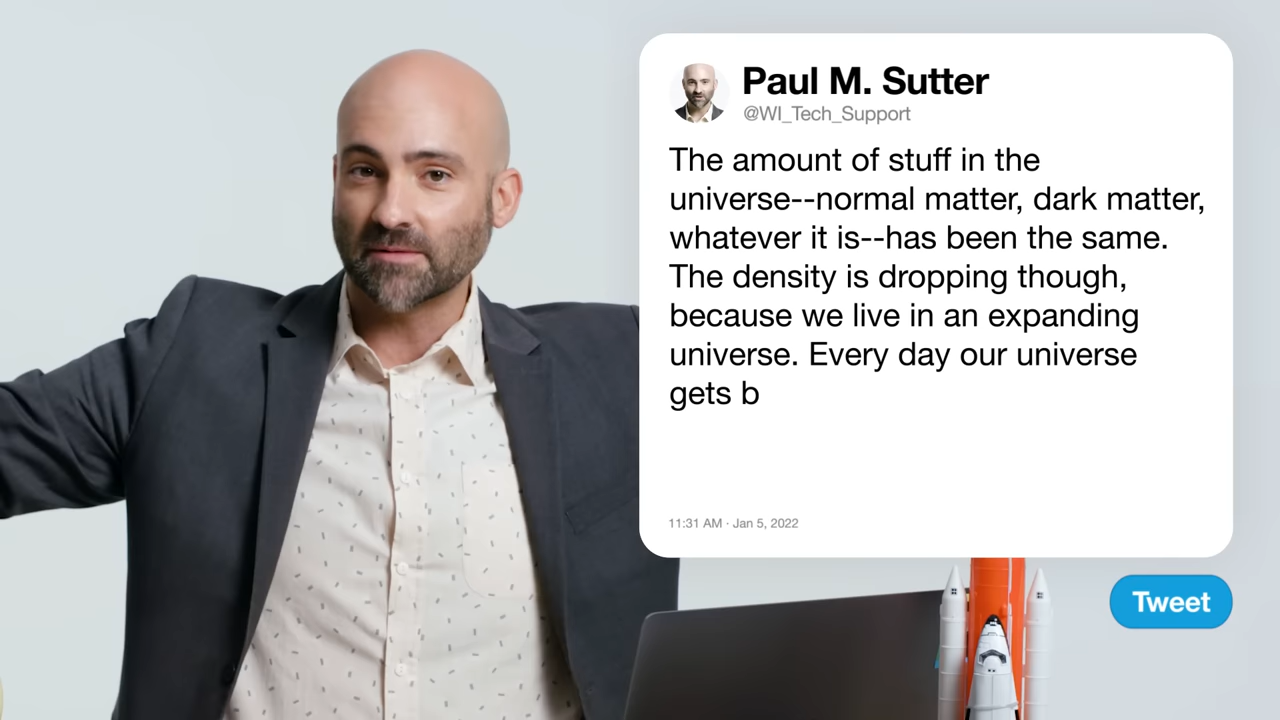 Paul M. Sutter
@WI_Tech_Support
The amount of stuff in the
universe--normal matter, dark matter,
whatever it is--has been the same.
The density is dropping though,
because we live in an expanding
universe. Every day our universe
gets b
11:31 AM · Jan 5, 2022
Tweet